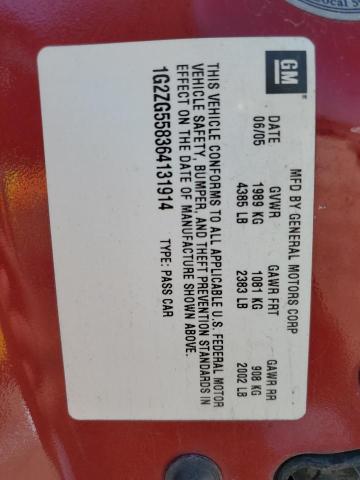 GM
MFD BY GENERAL MOTORS CORP
DATE GVWR GAWR FRT GAWR RR
06/05 1989 KG 1081 KG 908 KG
4385 LB 2383 LB 2002 LB
THIS VEHICLE CONFORMS TO ALL APPLICABLE U.S. FEDERAL MOTOR
VEHICLE SAFETY, BUMPER, AND THEFT PREVENTION STANDARDS IN
EFFECT ON THE DATE OF MANUFACTURE SHOWN ABOVE.
1G2ZG558364131914 TYPE: PASS CAR